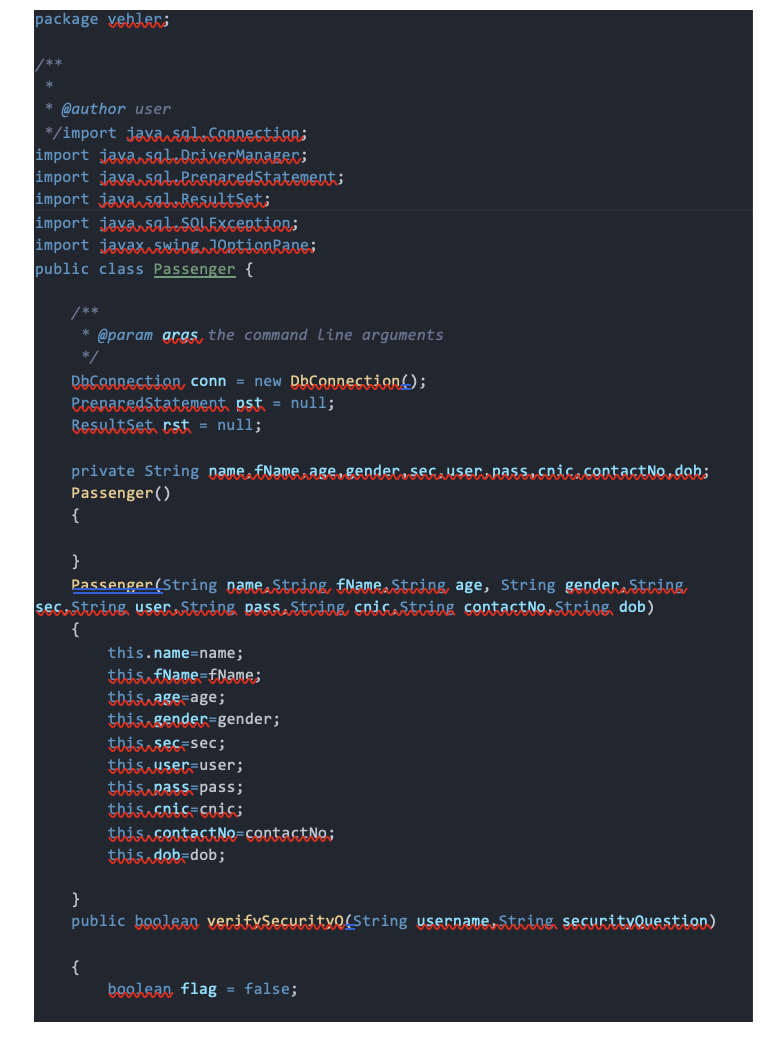 package vehler;
/**
 *
 * @author user
 */import java.sql.Connection;
import java.sql.DriverManager;
import java.sql.PreparedStatement;
import java.sql.ResultSet;
import java.sql.SQLException;
import javax.swing.JOptionPane;
public class Passenger {
    /**
     * @param args the command line arguments
     */
    DbConnection conn = new DbConnection();
    PreparedStatement pst = null;
    ResultSet rst = null;
    private String name,fName,age,gender,sec,user,pass,cnic,contactNo,dob;
    Passenger()
    {
    }
    Passenger(String name,String fName,String age, String gender,String
sec,String user,String pass,String cnic,String contactNo,String dob)
    {
        this.name=name;
        this.fName=fName;
        this.age=age;
        this.gender=gender;
        this.sec=sec;
        this.user=user;
        this.pass=pass;
        this.cnic=cnic;
        this.contactNo=contactNo;
        this.dob=dob;
    }
    public boolean verifySecurityQ(String username,String securityQuestion)
    {
        boolean flag = false;